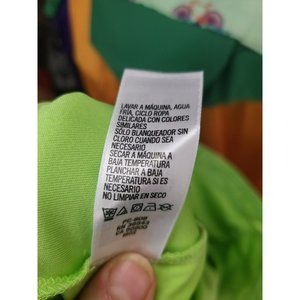 LAVAR A MÁQUINA, AGUA
FRÍA, CICLO ROPA
DELICADA CON COLORES
SIMILARES
SÓLO BLANQUEADOR SIN
CLORO CUANDO SEA
NECESARIO
SECAR A MÁQUINA A
BAJA TEMPERATURA
PLANCHAR A BAJA
TEMPERATURA SI ES
NECESARIO
NO LIMPIAR EN SECO